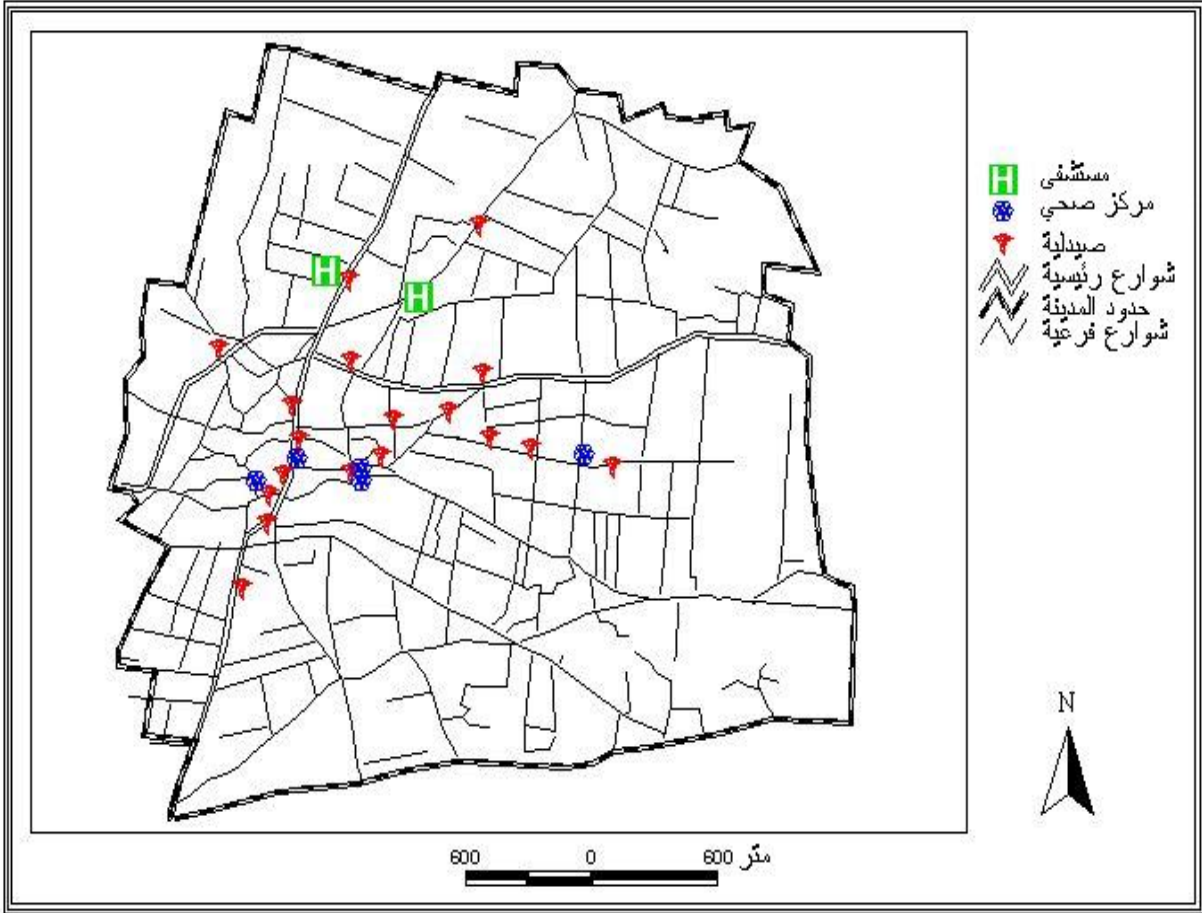 H
H
H مستشفى
مركز صحي
صيدلية
شوارع رئيسية
حدود المدينة
شوارع فرعية
N
600 0 600 متر